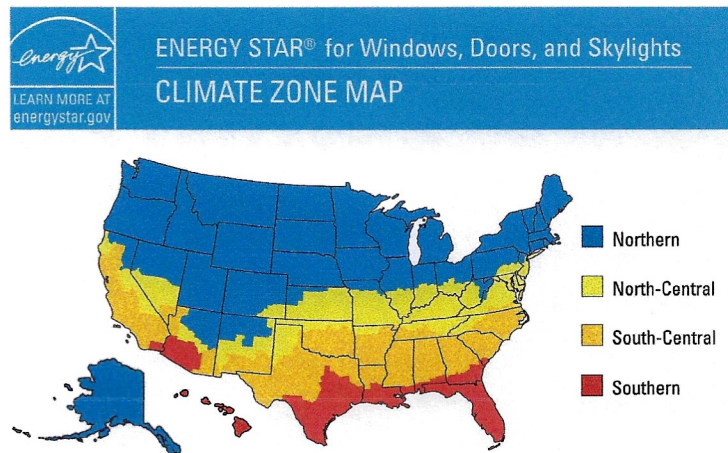 energy
LEARN MORE AT
energystar.gov
ENERGY STAR® for Windows, Doors, and Skylights
CLIMATE ZONE MAP
Northern
North-Central
South-Central
Southern